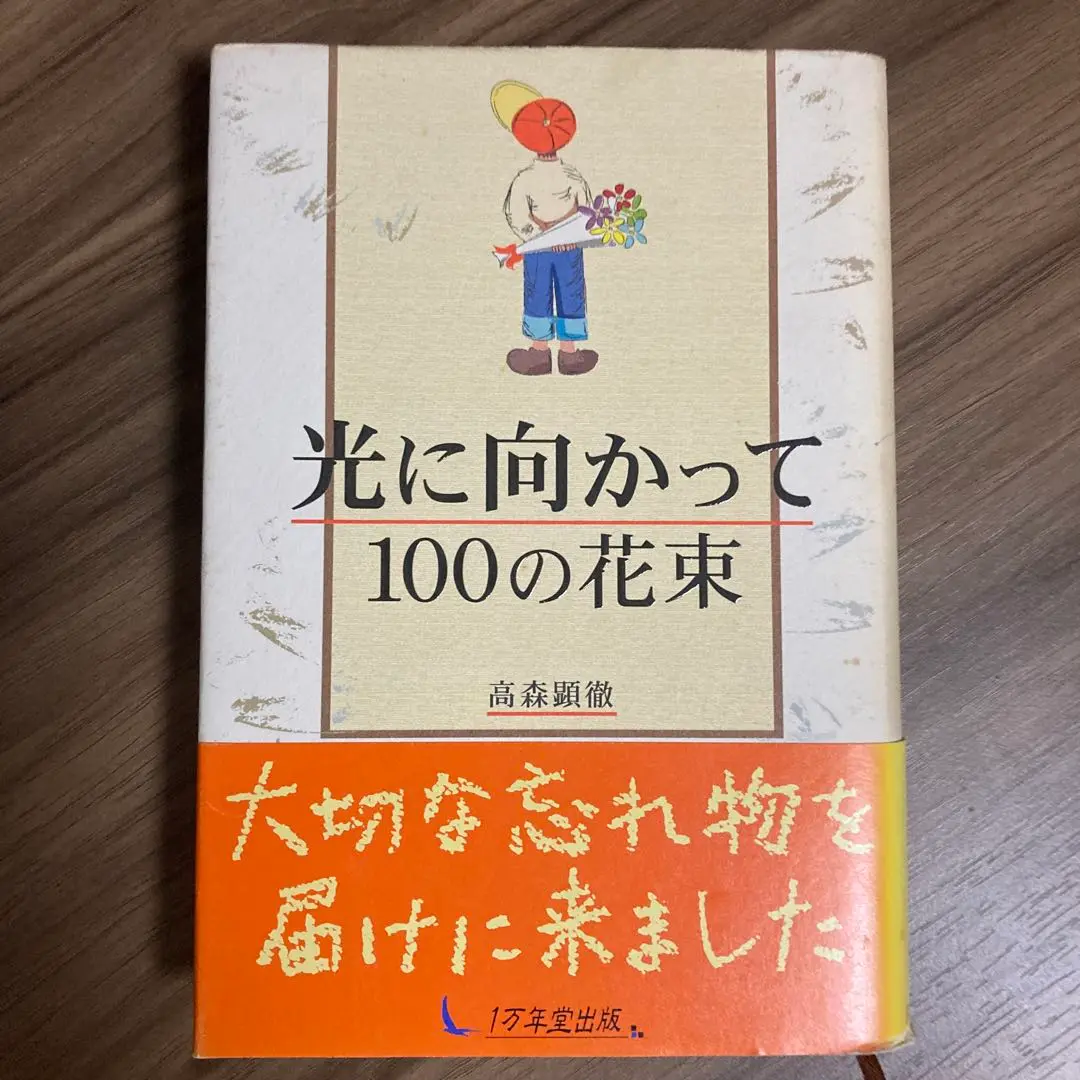 光に向かって
100の花束
高森顕徹
大切な忘れ物を
届けに来ました
1万年堂出版